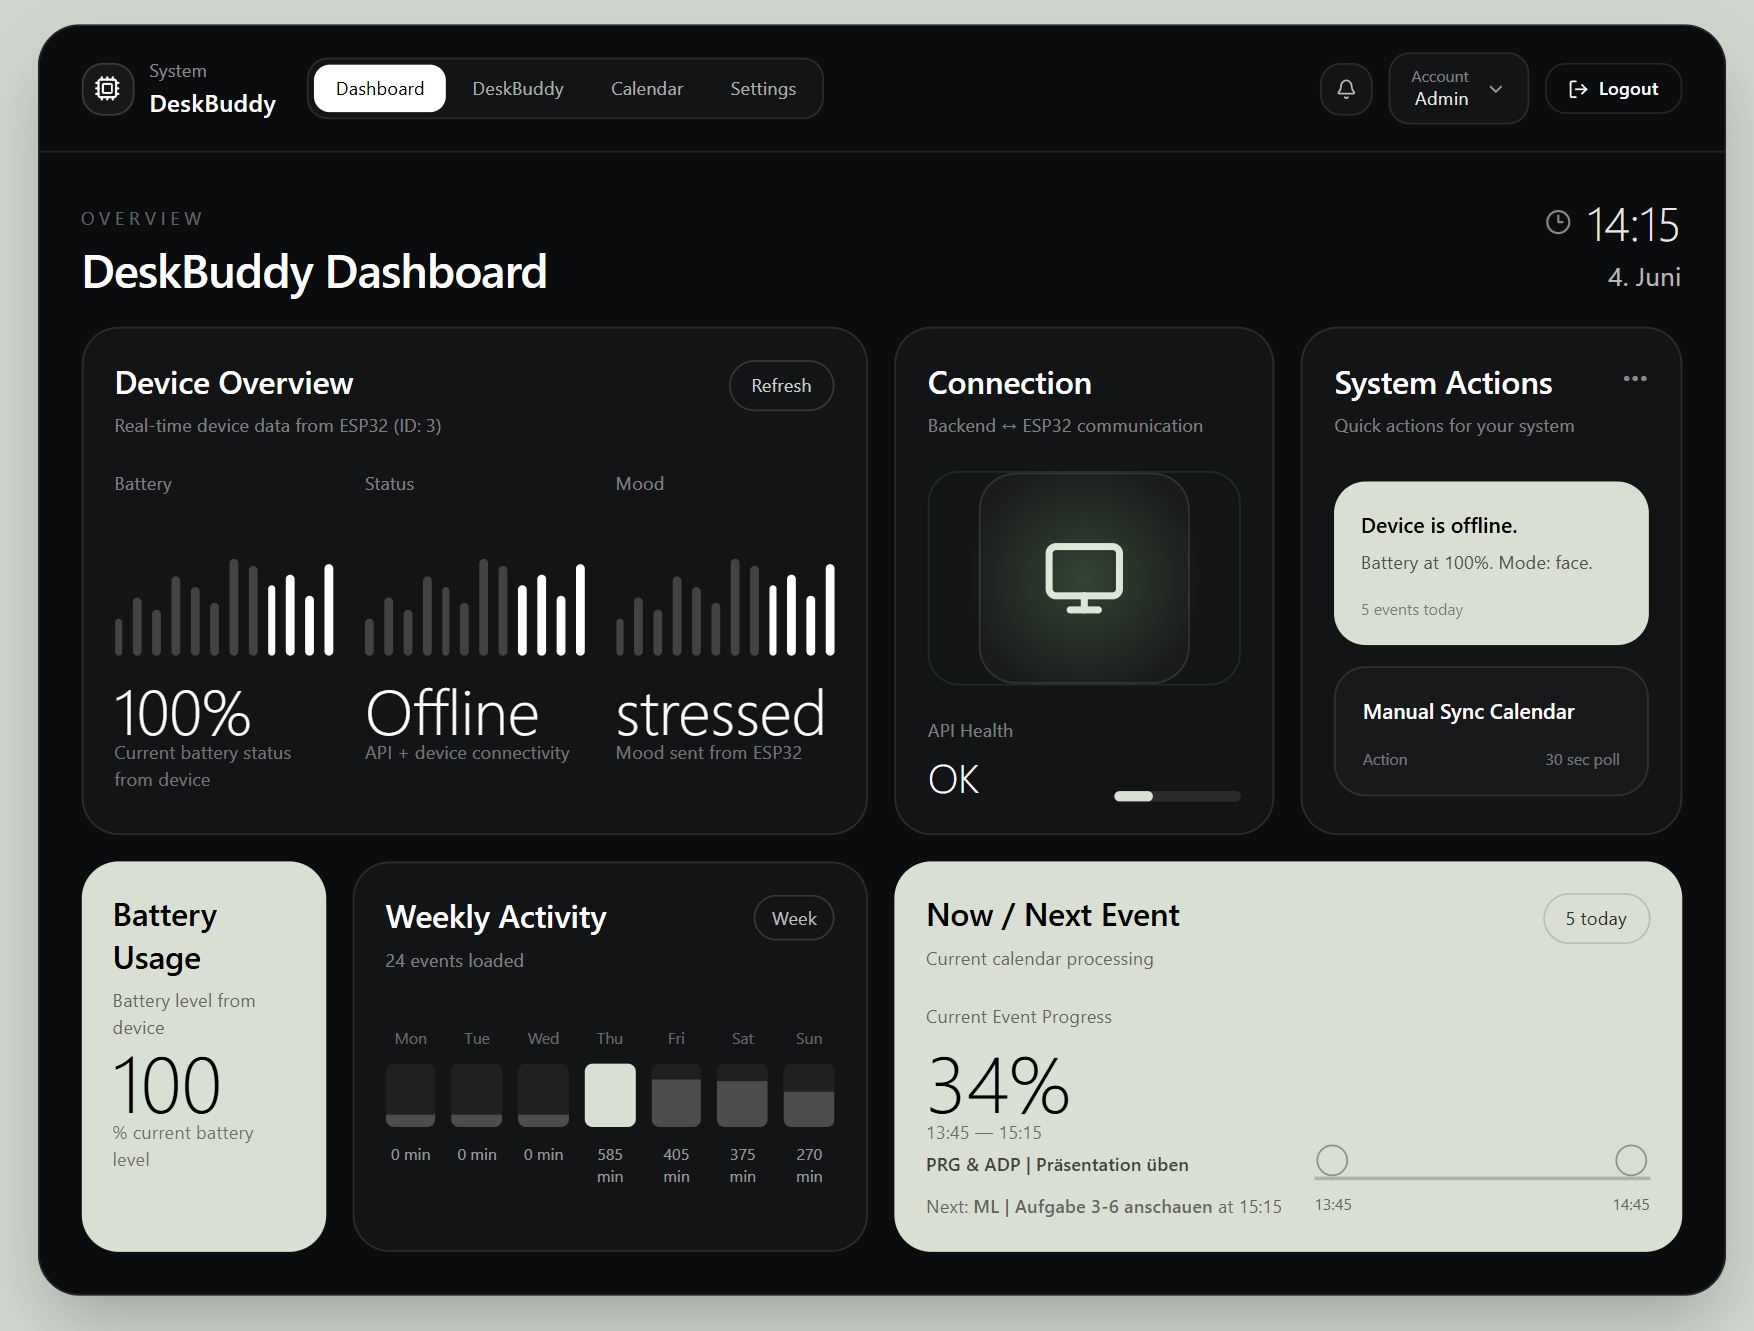 System
DeskBuddy
Dashboard
DeskBuddy
Calendar
Settings
Account
Admin
Logout
OVERVIEW
DeskBuddy Dashboard
14:15
4. Juni
Device Overview
Refresh
Real-time device data from ESP32 (ID: 3)
Battery
Status
Mood
100%
Offline
stressed
Current battery status
from device
API + device connectivity
Mood sent from ESP32
Connection
Backend ↔ ESP32 communication
API Health
OK
System Actions
Quick actions for your system
Device is offline.
Battery at 100%. Mode: face.
5 events today
Manual Sync Calendar
Action
30 sec poll
Battery
Usage
Battery level from
device
100
% current battery
level
Weekly Activity
Week
24 events loaded
Mon
Tue
Wed
Thu
Fri
Sat
Sun
0 min
0 min
0 min
585
min
405
min
375
min
270
min
Now / Next Event
5 today
Current calendar processing
Current Event Progress
34%
13:45 — 15:15
PRG & ADP | Präsentation üben
Next: ML | Aufgabe 3-6 anschauen at 15:15
13:45
14:45